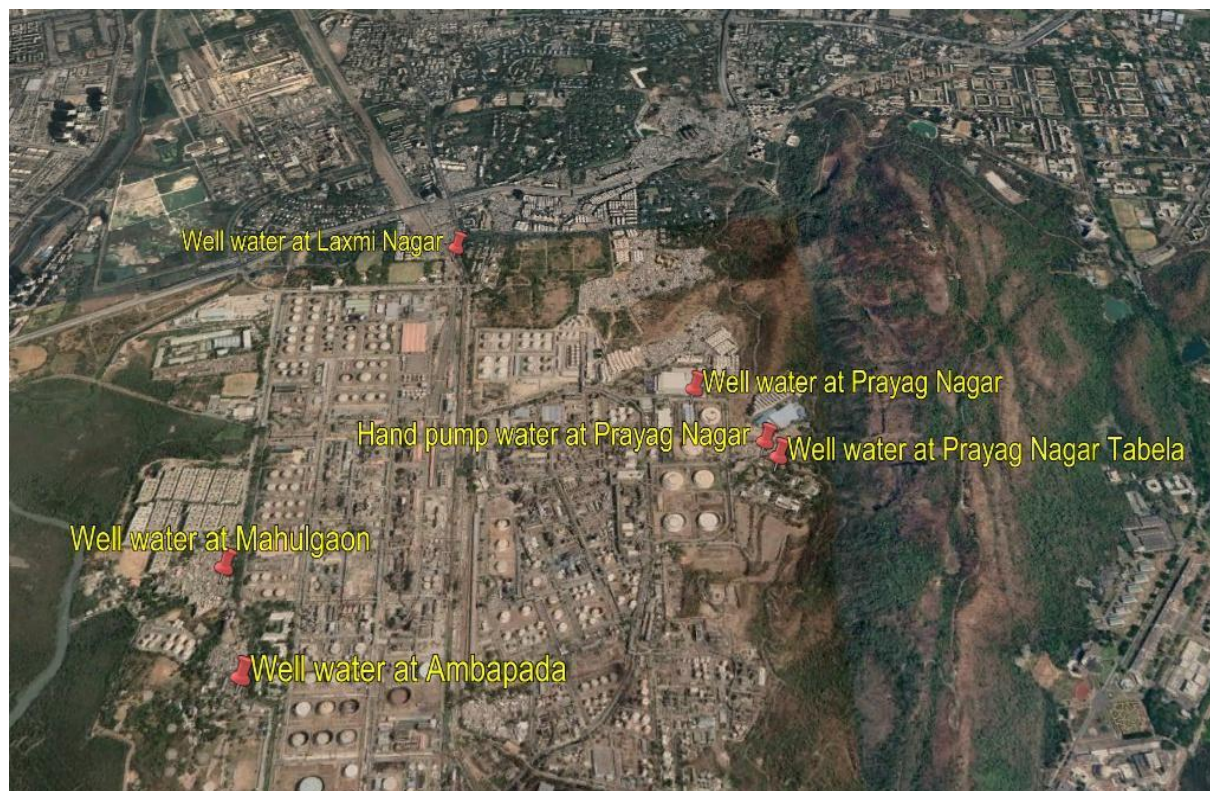 Well water at Laxmi Nagar
Well water at Prayag Nagar
Hand pump water at Prayag Nagar
Well water at Prayag Nagar Tabela
Well water at Mahulgaon
Well water at Ambapada